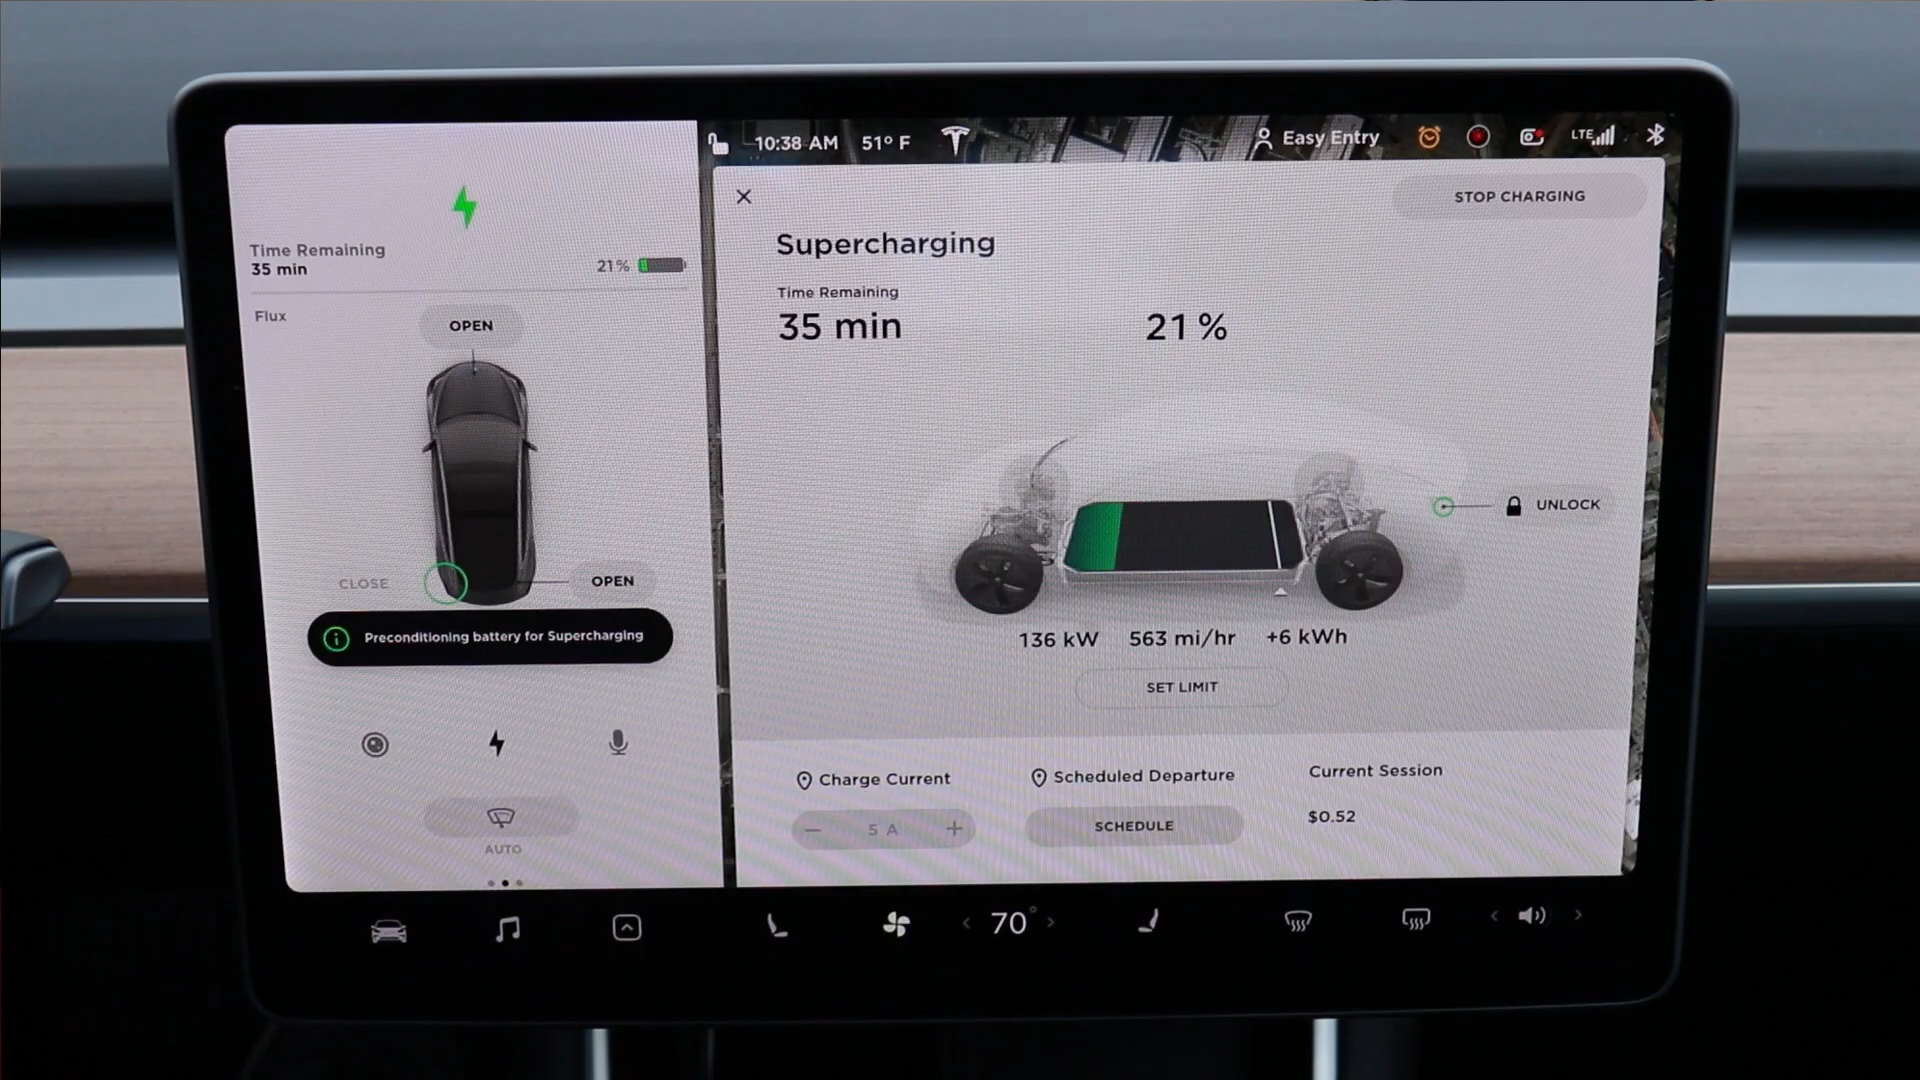 10:38 AM 51° F Easy Entry LTE
Time Remaining
35 min
21%
Flux
OPEN
CLOSE
OPEN
Preconditioning battery for Supercharging
AUTO
STOP CHARGING
Supercharging
Time Remaining
35 min 21 %
UNLOCK
136 kW 563 mi/hr +6 kWh
SET LIMIT
Charge Current
− 5 A +
Scheduled Departure
SCHEDULE
Current Session
$0.52
70°